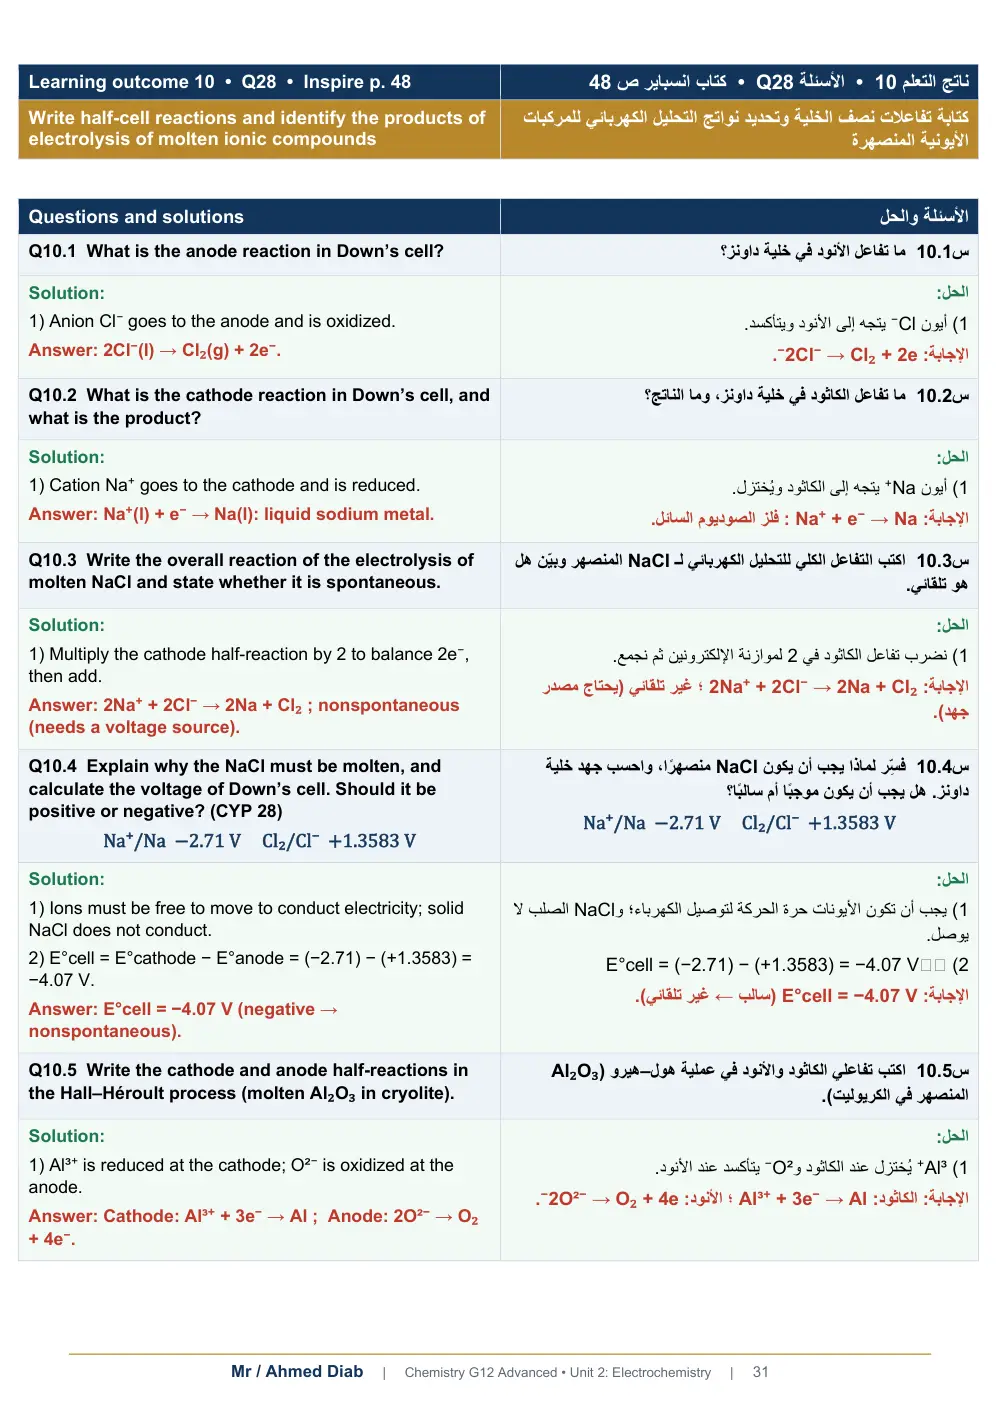 Learning outcome 10 • Q28 • Inspire p. 48
ناتج التعلم 10 • الأسئلة Q28 • كتاب انسباير ص 48
Write half-cell reactions and identify the products of
electrolysis of molten ionic compounds
كتابة تفاعلات نصف الخلية وتحديد نواتج التحليل الكهربائي للمركبات
الأيونية المنصهرة
Questions and solutions
الأسئلة والحل
Q10.1 What is the anode reaction in Down’s cell?
س10.1 ما تفاعل الأنود في خلية داونز؟
Solution:
1) Anion Cl⁻ goes to the anode and is oxidized.
Answer: 2Cl⁻(l) → Cl₂(g) + 2e⁻.
الحل:
1) أيون Cl⁻ يتجه إلى الأنود ويتأكسد.
الإجابة: 2Cl⁻ → Cl₂ + 2e⁻.
Q10.2 What is the cathode reaction in Down’s cell, and
what is the product?
س10.2 ما تفاعل الكاثود في خلية داونز، وما الناتج؟
Solution:
1) Cation Na⁺ goes to the cathode and is reduced.
Answer: Na⁺(l) + e⁻ → Na(l): liquid sodium metal.
الحل:
1) أيون Na⁺ يتجه إلى الكاثود ويُختزل.
الإجابة: Na⁺ + e⁻ → Na : فلز الصوديوم السائل.
Q10.3 Write the overall reaction of the electrolysis of
molten NaCl and state whether it is spontaneous.
س10.3 اكتب التفاعل الكلي للتحليل الكهربائي لـ NaCl المنصهر وبيّن هل
هو تلقائي.
Solution:
1) Multiply the cathode half-reaction by 2 to balance 2e⁻,
then add.
Answer: 2Na⁺ + 2Cl⁻ → 2Na + Cl₂ ; nonspontaneous
(needs a voltage source).
الحل:
1) نضرب تفاعل الكاثود في 2 لموازنة الإلكترونين ثم نجمع.
الإجابة: 2Na⁺ + 2Cl⁻ → 2Na + Cl₂ ؛ غير تلقائي (يحتاج مصدر
جهد).
Q10.4 Explain why the NaCl must be molten, and
calculate the voltage of Down’s cell. Should it be
positive or negative? (CYP 28)
Na⁺/Na −2.71 V Cl₂/Cl⁻ +1.3583 V
س10.4 فسِّر لماذا يجب أن يكون NaCl منصهرًا، واحسب جهد خلية
داونز. هل يجب أن يكون موجبًا أم سالبًا؟
Na⁺/Na −2.71 V Cl₂/Cl⁻ +1.3583 V
Solution:
1) Ions must be free to move to conduct electricity; solid
NaCl does not conduct.
2) E°cell = E°cathode − E°anode = (−2.71) − (+1.3583) =
−4.07 V.
Answer: E°cell = −4.07 V (negative →
nonspontaneous).
الحل:
1) يجب أن تكون الأيونات حرة الحركة لتوصيل الكهرباء؛ وNaCl الصلب لا
يوصل.
2) E°cell = (−2.71) − (+1.3583) = −4.07 V□□
الإجابة: E°cell = −4.07 V (سالب ← غير تلقائي).
Q10.5 Write the cathode and anode half-reactions in
the Hall–Héroult process (molten Al₂O₃ in cryolite).
س10.5 اكتب تفاعلي الكاثود والأنود في عملية هول–هيرو (Al₂O₃
المنصهر في الكريوليت).
Solution:
1) Al³⁺ is reduced at the cathode; O²⁻ is oxidized at the
anode.
Answer: Cathode: Al³⁺ + 3e⁻ → Al ; Anode: 2O²⁻ → O₂
+ 4e⁻.
الحل:
1) Al³⁺ يُختزل عند الكاثود وO²⁻ يتأكسد عند الأنود.
الإجابة: الكاثود: Al³⁺ + 3e⁻ → Al ؛ الأنود: 2O²⁻ → O₂ + 4e⁻.
Mr / Ahmed Diab | Chemistry G12 Advanced • Unit 2: Electrochemistry | 31